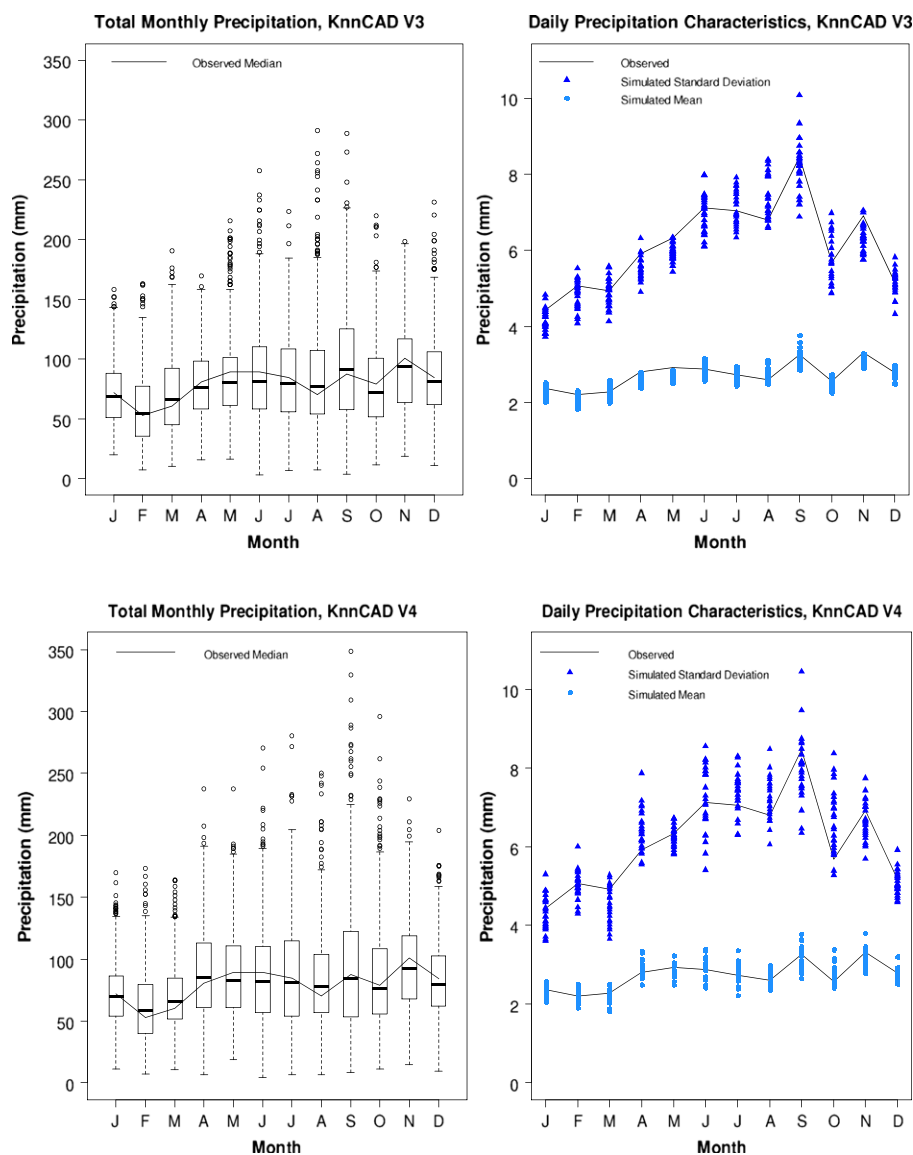 Total Monthly Precipitation, KnnCAD V3
Observed Median
Precipitation (mm)
350
300
250
200
150
100
50
0
J F M A M J J A S O N D
Month
Daily Precipitation Characteristics, KnnCAD V3
Observed
Simulated Standard Deviation
Simulated Mean
Precipitation (mm)
10
8
6
4
2
0
J F M A M J J A S O N D
Month
Total Monthly Precipitation, KnnCAD V4
Observed Median
Precipitation (mm)
350
300
250
200
150
100
50
0
J F M A M J J A S O N D
Month
Daily Precipitation Characteristics, KnnCAD V4
Observed
Simulated Standard Deviation
Simulated Mean
Precipitation (mm)
10
8
6
4
2
0
J F M A M J J A S O N D
Month